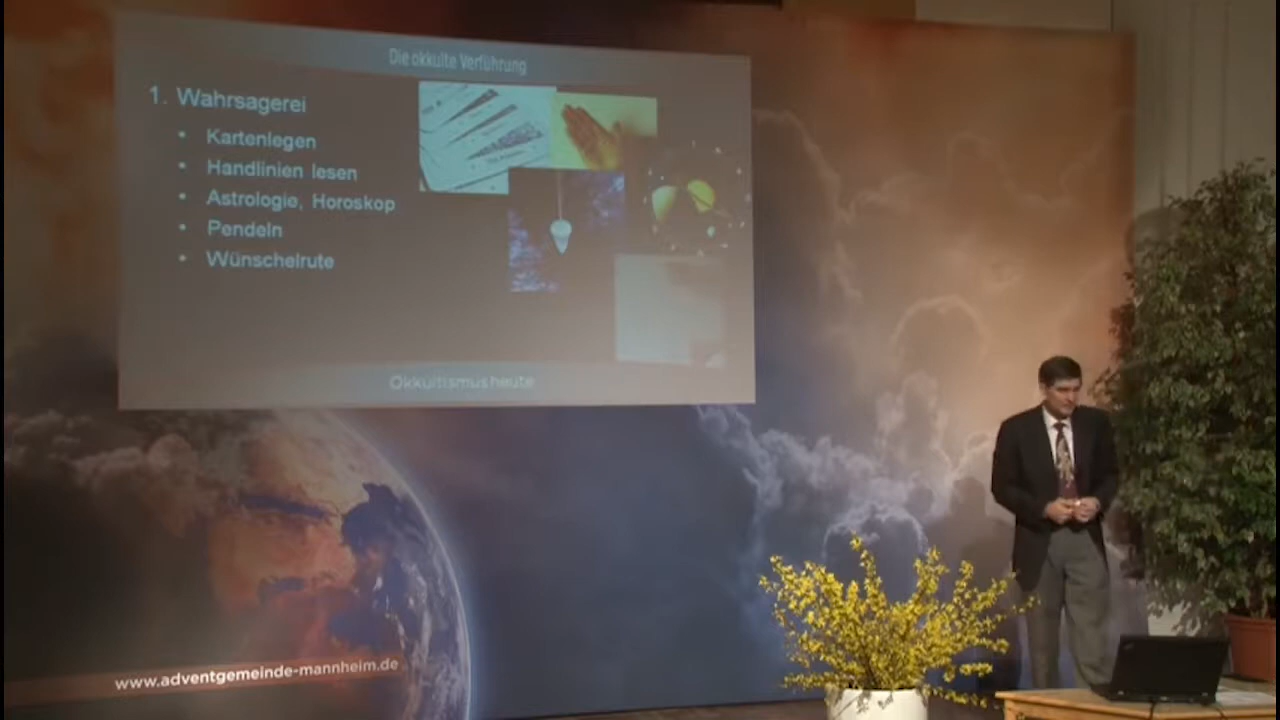 Die okkulte Verführung
1. Wahrsagerei
• Kartenlegen
• Handlinien lesen
• Astrologie, Horoskop
• Pendeln
• Wünschelrute
Okkultismus heute
www.adventgemeinde-mannheim.de